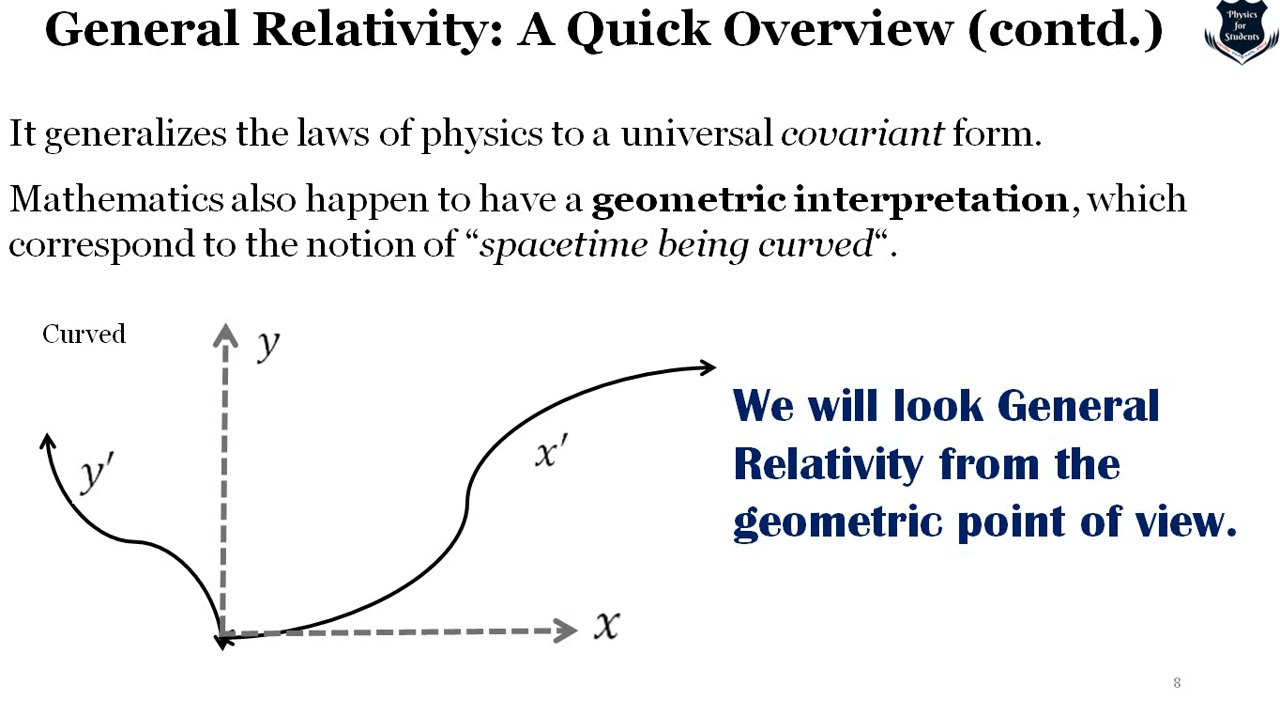 General Relativity: A Quick Overview (contd.)
Physics
for
Students
It generalizes the laws of physics to a universal covariant form.
Mathematics also happen to have a geometric interpretation, which
correspond to the notion of “spacetime being curved“.
Curved
y
y′
x′
x
We will look General
Relativity from the
geometric point of view.
8